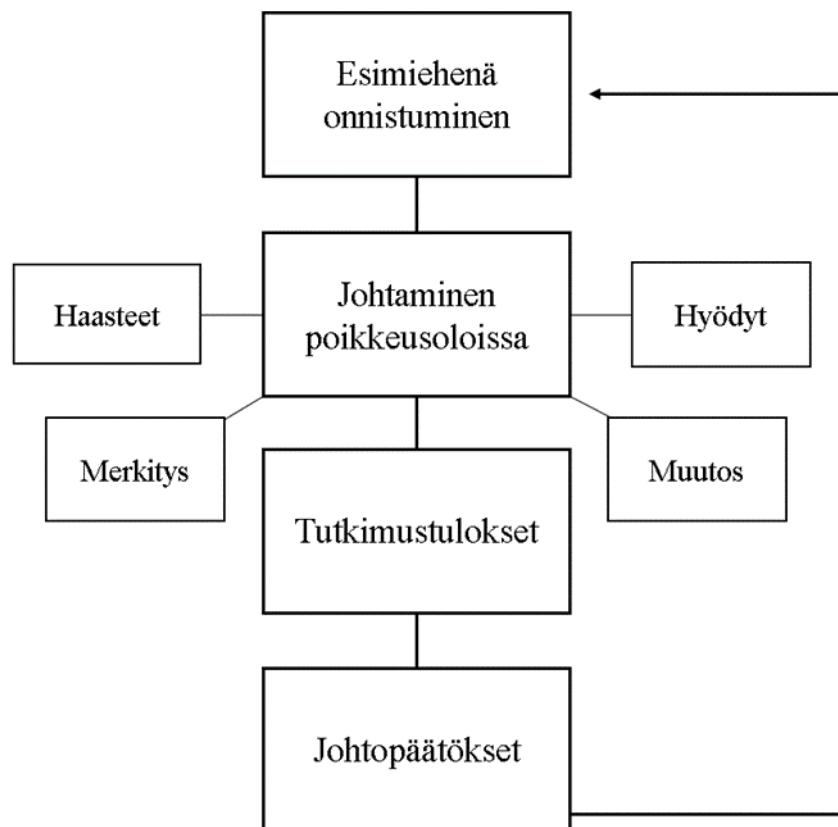 Esimiehenä
onnistuminen
Johtaminen
poikkeusoloissa
Haasteet
Hyödyt
Merkitys
Muutos
Tutkimustulokset
Johtopäätökset